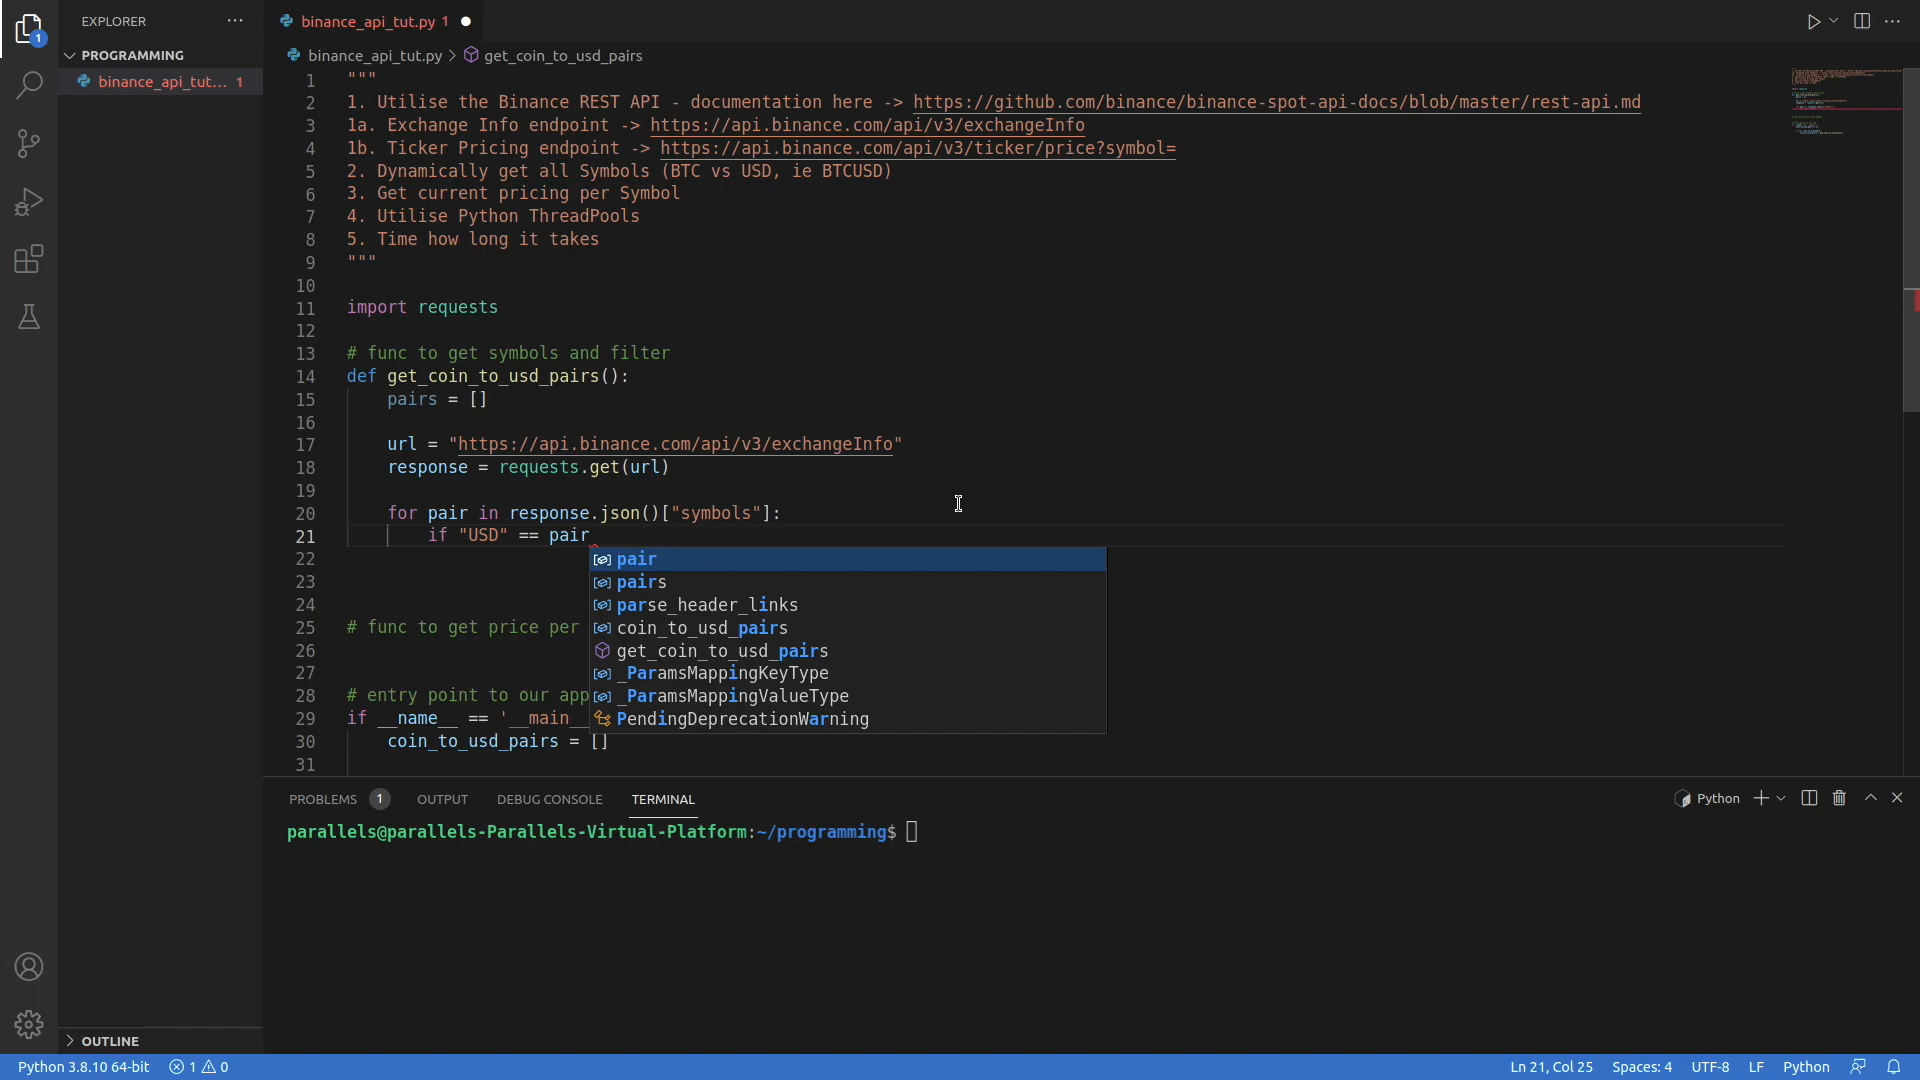 EXPLORER
PROGRAMMING
binance_api_tut... 1
OUTLINE
1
binance_api_tut.py 1
binance_api_tut.py > get_coin_to_usd_pairs
1 """
2 1. Utilise the Binance REST API - documentation here -> https://github.com/binance/binance-spot-api-docs/blob/master/rest-api.md
3 1a. Exchange Info endpoint -> https://api.binance.com/api/v3/exchangeInfo
4 1b. Ticker Pricing endpoint -> https://api.binance.com/api/v3/ticker/price?symbol=
5 2. Dynamically get all Symbols (BTC vs USD, ie BTCUSD)
6 3. Get current pricing per Symbol
7 4. Utilise Python ThreadPools
8 5. Time how long it takes
9 """
10
11 import requests
12
13 # func to get symbols and filter
14 def get_coin_to_usd_pairs():
15 pairs = []
16
17 url = "https://api.binance.com/api/v3/exchangeInfo"
18 response = requests.get(url)
19
20 for pair in response.json()["symbols"]:
21 if "USD" == pair
22 pair
23 pairs
24 parse_header_links
25 # func to get price per coin_to_usd_pairs
26 get_coin_to_usd_pairs
27 _ParamsMappingKeyType
28 # entry point to our app _ParamsMappingValueType
29 if __name__ == '__main__ PendingDeprecationWarning
30 coin_to_usd_pairs = []
31
PROBLEMS 1 OUTPUT DEBUG CONSOLE TERMINAL Python
parallels@parallels-Parallels-Virtual-Platform:~/programming$
Python 3.8.10 64-bit 1 0 Ln 21, Col 25 Spaces: 4 UTF-8 LF Python